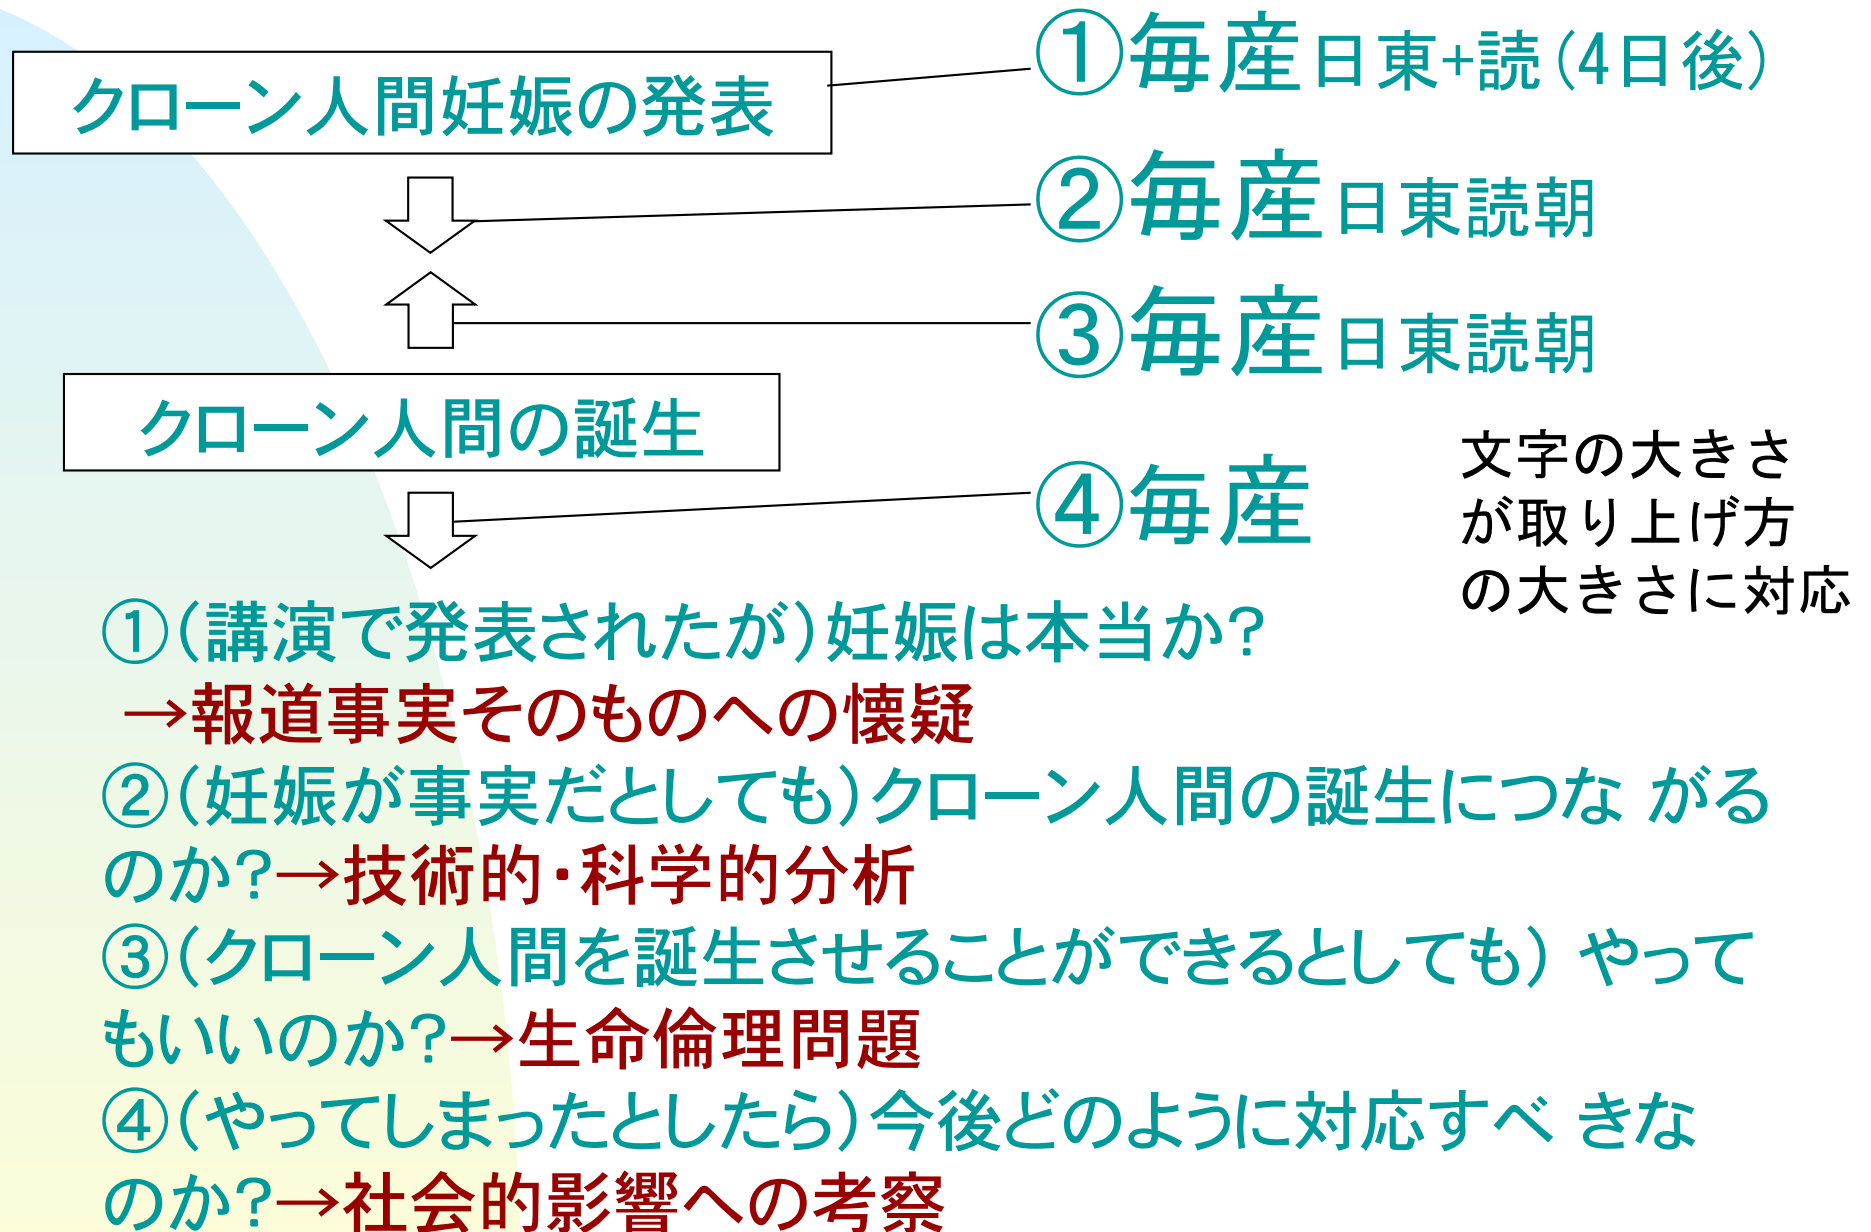 クローン人間妊娠の発表
①毎産日東+読(4日後)
②毎産日東読朝
③毎産日東読朝
クローン人間の誕生
④毎産
文字の大きさ
が取り上げ方
の大きさに対応
①(講演で発表されたが)妊娠は本当か?
→報道事実そのものへの懐疑
②(妊娠が事実だとしても)クローン人間の誕生につな がる
のか?→技術的・科学的分析
③(クローン人間を誕生させることができるとしても) やって
もいいのか?→生命倫理問題
④(やってしまったとしたら)今後どのように対応すべ きな
のか?→社会的影響への考察